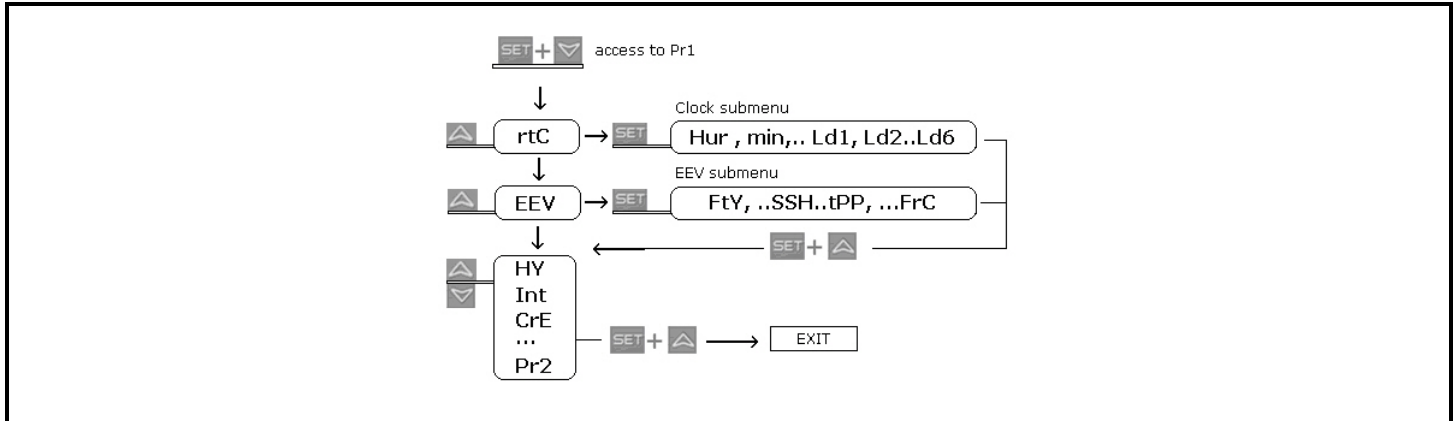 SET + access to Pr1
Clock submenu
rtC SET Hur , min,.. Ld1, Ld2..Ld6
EEV submenu
EEV SET FtY, ..SSH..tPP, ...FrC
SET +
HY
Int
CrE
...
Pr2
SET + EXIT